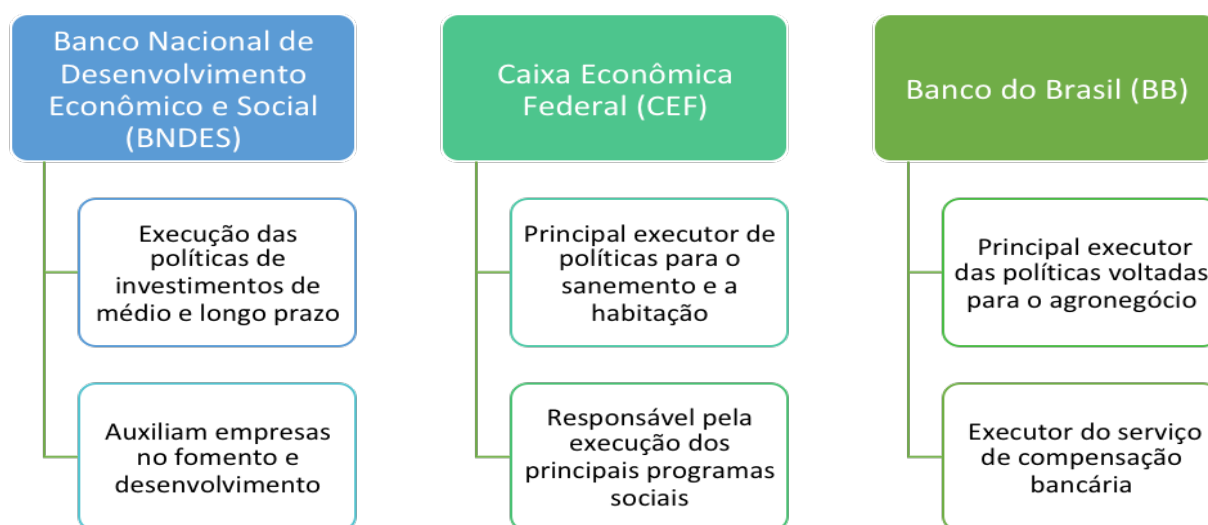 Banco Nacional de
Desenvolvimento
Econômico e Social
(BNDES)
Execução das
políticas de
investimentos de
médio e longo prazo
Auxiliam empresas
no fomento e
desenvolvimento
Caixa Econômica
Federal (CEF)
Principal executor de
políticas para o
sanemento e a
habitação
Responsável pela
execução dos
principais programas
sociais
Banco do Brasil (BB)
Principal executor
das políticas voltadas
para o agronegócio
Executor do serviço
de compensação
bancária